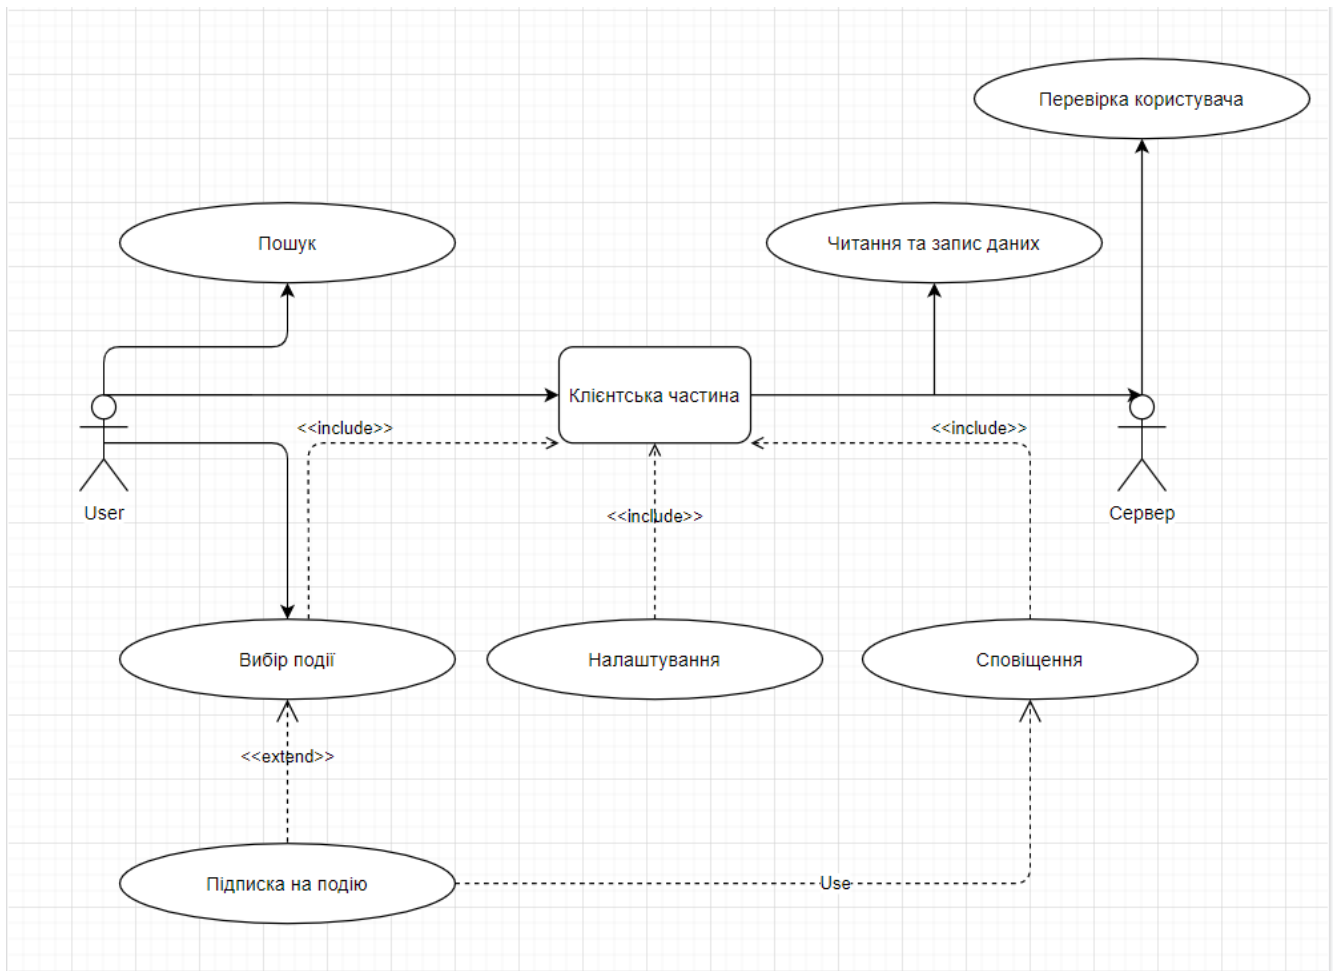 Перевірка користувача
Пошук
Читання та запис даних
Клієнтська частина
<<include>>
<<include>>
User
<<include>>
Сервер
Вибір події
Налаштування
Сповіщення
<<extend>>
Підписка на подію
Use